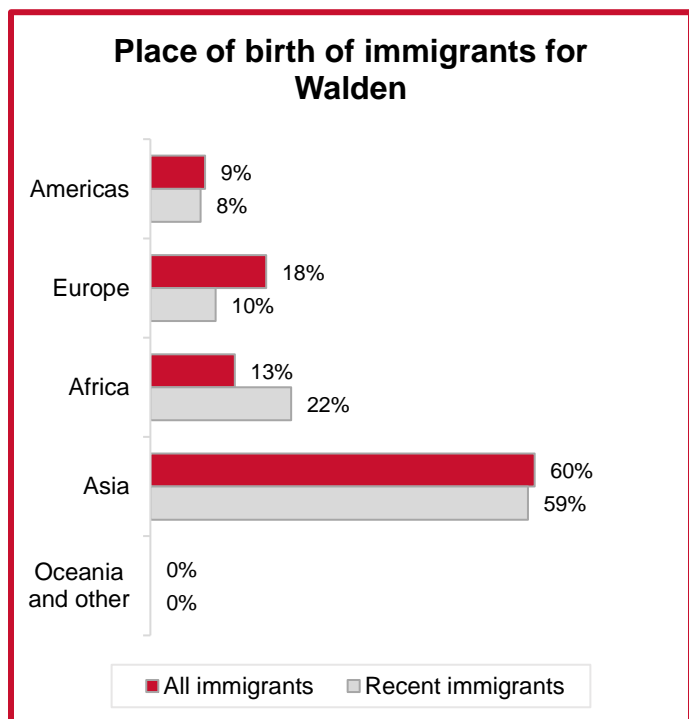 Place of birth of immigrants for
Walden
Americas
9%
8%
Europe
18%
10%
Africa
13%
22%
Asia
60%
59%
Oceania
and other
0%
0%
All immigrants
Recent immigrants